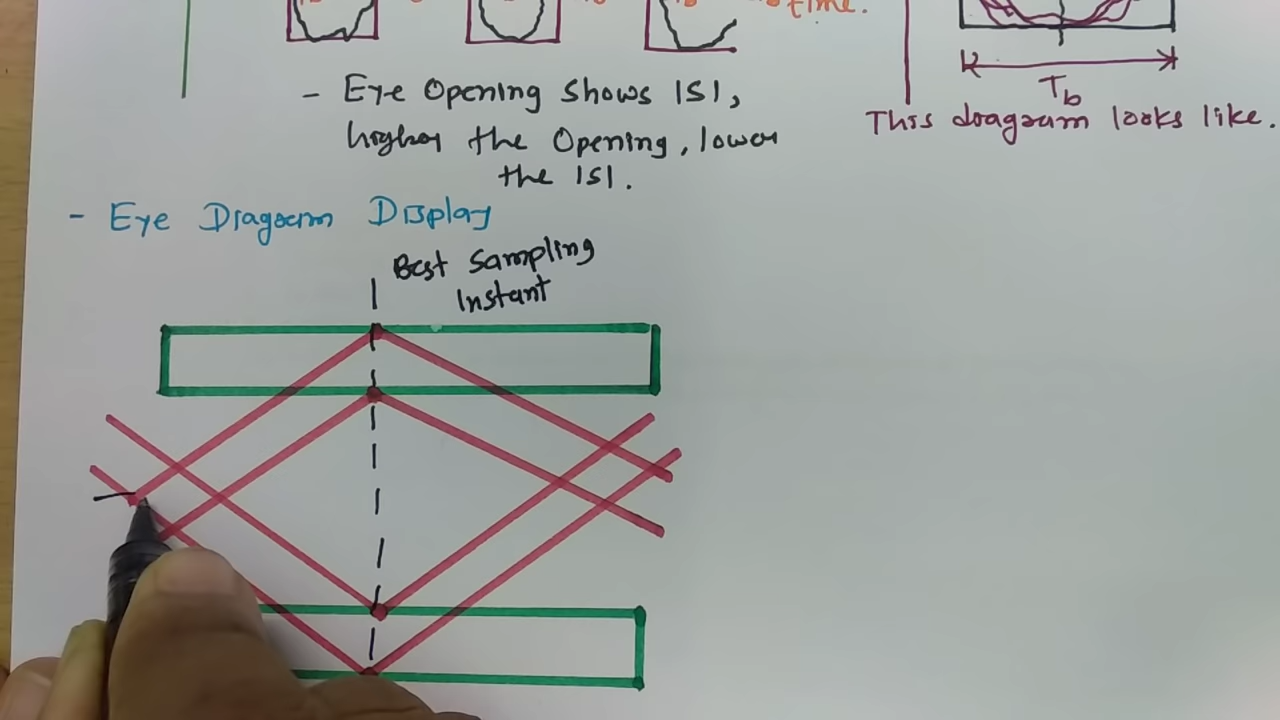 time.
- Eye Opening Shows ISI,
higher the Opening, lower
the ISI.
Tb
This diagram looks like.
- Eye Diagram Display
Best Sampling
Instant